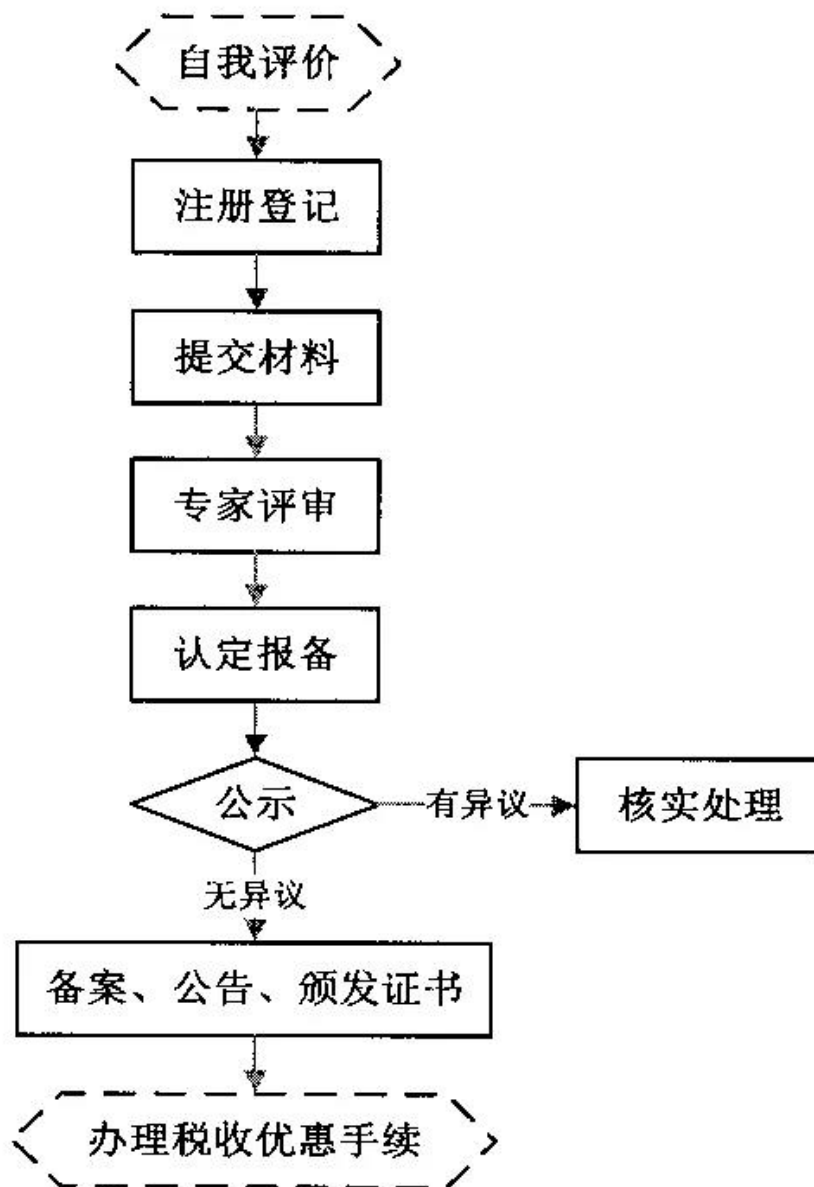 自我评价
注册登记
提交材料
专家评审
认定报备
公示
有异议
核实处理
无异议
备案、公告、颁发证书
办理税收优惠手续